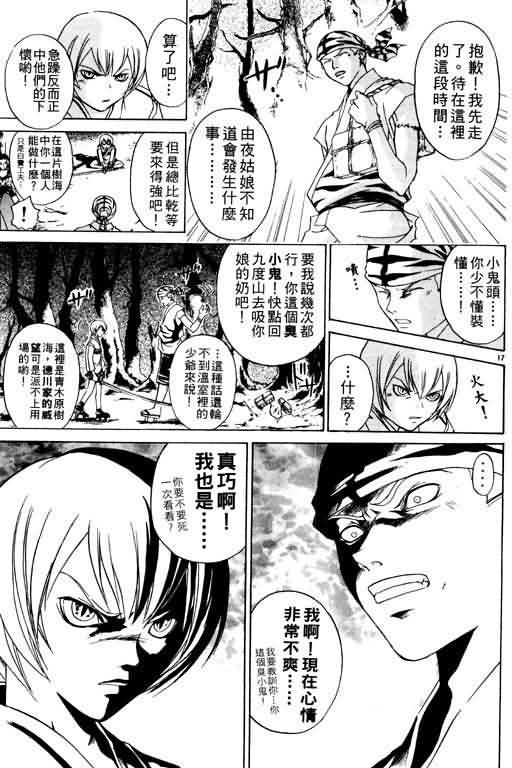 抱歉！我先走
了。待在這裡
的這段時間…
由夜姑娘不知
道會發生什麼
事……
算了吧…
急躁反而正
中他們的下
懷喲！
但是總比乾等
要來得強吧！
在這片樹海
中你一個人
能做什麼？
只是白費工夫…
小鬼頭…
你少不懂裝
懂……！
17
火大！
…什麼？
要我說幾次都
行，你這個臭
小鬼！快點回
九度山去吸你
娘的奶吧！
…這種話還輪
不到溫室裡的
少爺來說！
這裡是青木原樹
海，德川家的威
望可是派不上用
場的喲！
……
我啊！現在心情
非常不爽……！
我要教訓你…你
這個臭小鬼！
真巧啊！
我也是……
你要不要死
一次看看？